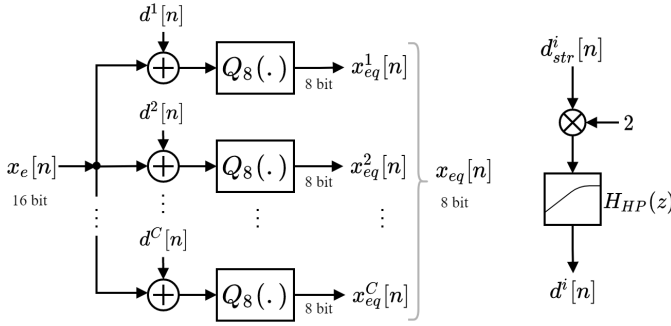 d¹[n]
Q₈(.)
8 bit
x¹ₑq[n]
d²[n]
xₑ[n]
16 bit
Q₈(.)
8 bit
x²ₑq[n]
xₑq[n]
8 bit
dᶜ[n]
Q₈(.)
8 bit
xᶜₑq[n]
dⁱₛₜᵣ[n]
2
H_HP(z)
dⁱ[n]